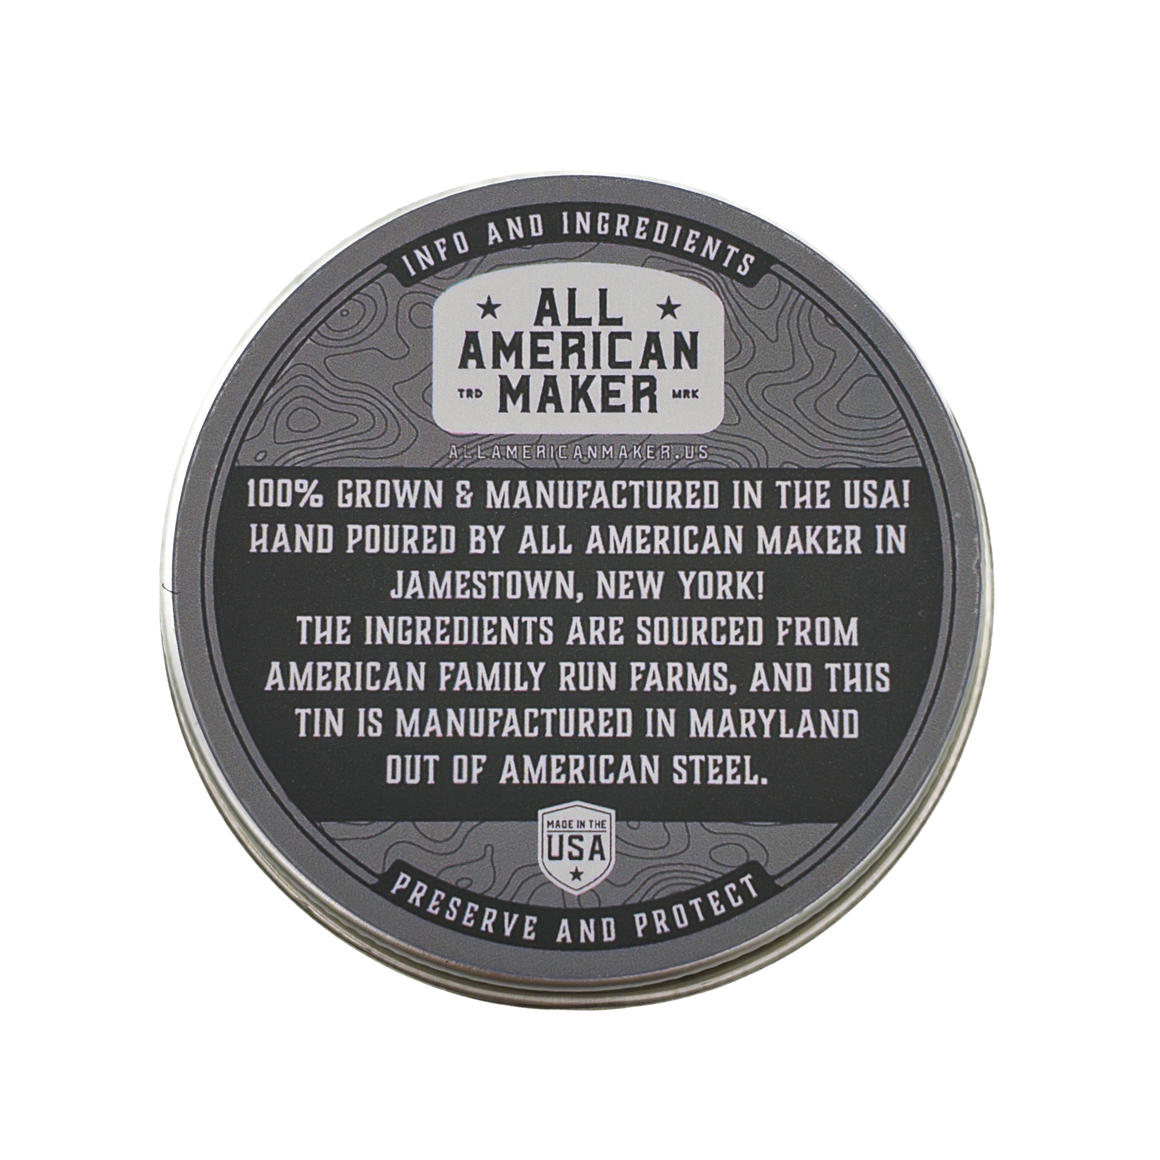 INFO AND INGREDIENTS
ALL
AMERICAN
TRD MAKER MRK
ALLAMERICANMAKER.US
100% GROWN & MANUFACTURED IN THE USA!
HAND POURED BY ALL AMERICAN MAKER IN
JAMESTOWN, NEW YORK!
THE INGREDIENTS ARE SOURCED FROM
AMERICAN FAMILY RUN FARMS, AND THIS
TIN IS MANUFACTURED IN MARYLAND
OUT OF AMERICAN STEEL.
MADE IN THE
USA
PRESERVE AND PROTECT